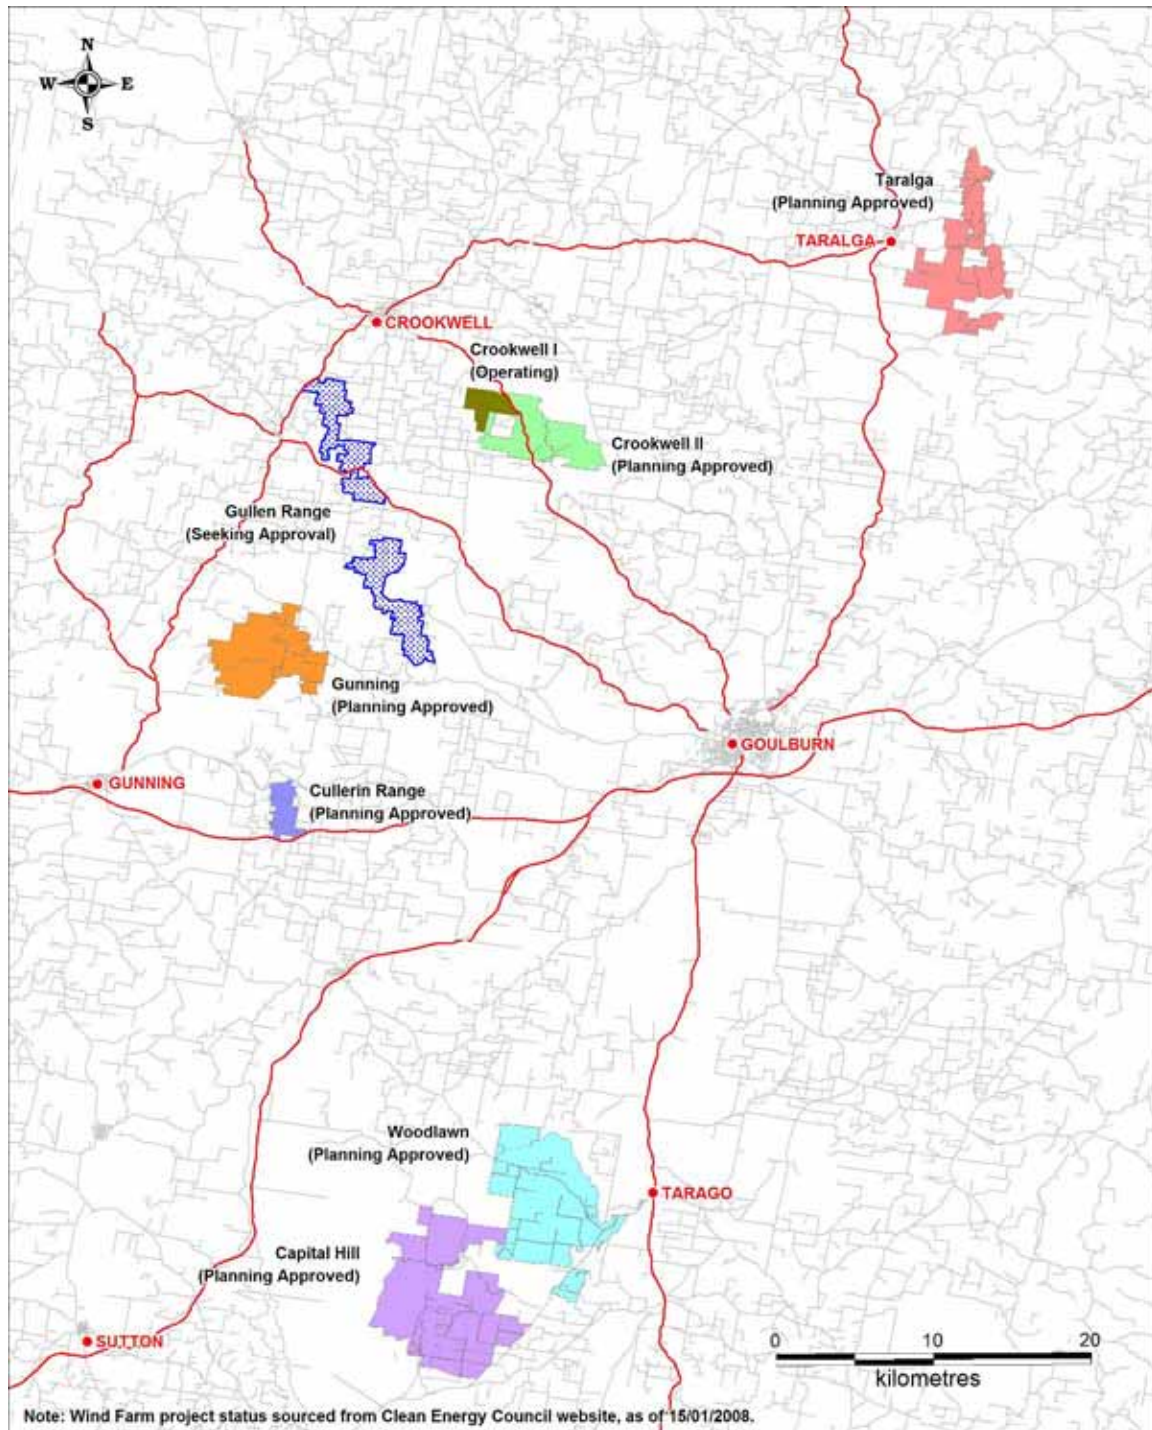 N
W E
S
Taralga
(Planning Approved)
TARALGA
CROOKWELL
Crookwell I
(Operating)
Crookwell II
(Planning Approved)
Gullen Range
(Seeking Approval)
Gunning
(Planning Approved)
GOULBURN
GUNNING
Cullerin Range
(Planning Approved)
Woodlawn
(Planning Approved)
TARAGO
Capital Hill
(Planning Approved)
SUTTON
0 10 20
kilometres
Note: Wind Farm project status sourced from Clean Energy Council website, as of 15/01/2008.